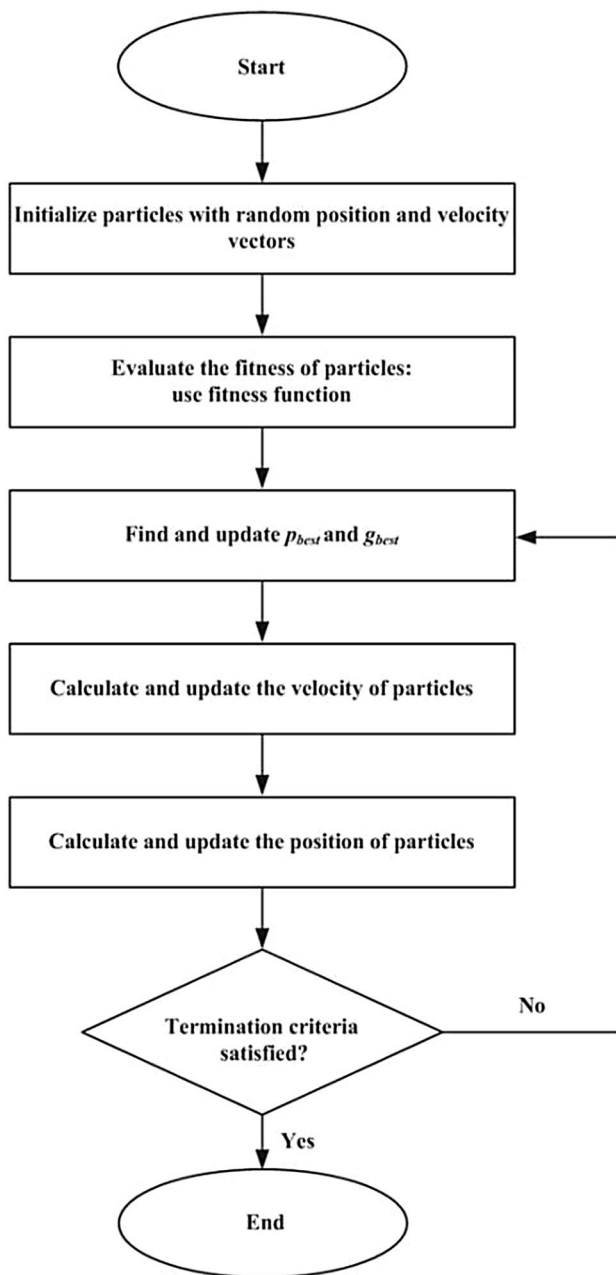 Start
Initialize particles with random position and velocity
vectors
Evaluate the fitness of particles:
use fitness function
Find and update pbest and gbest
Calculate and update the velocity of particles
Calculate and update the position of particles
Termination criteria
satisfied?
No
Yes
End